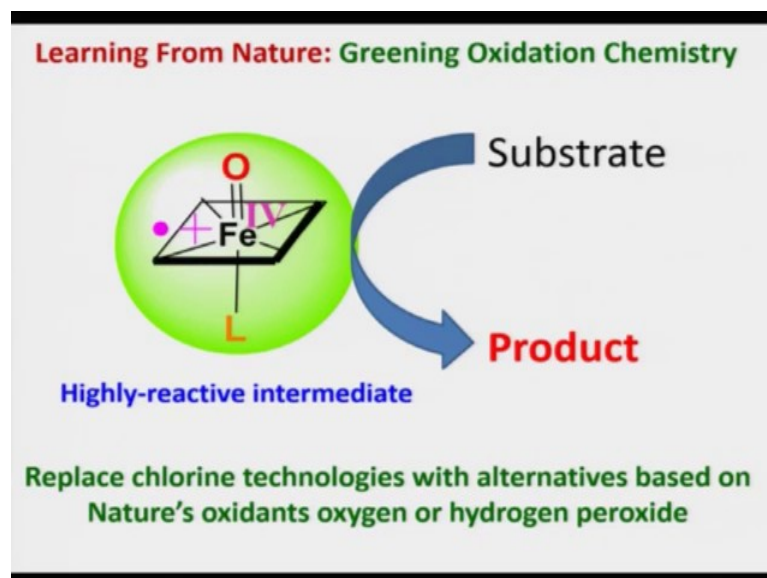 Learning From Nature: Greening Oxidation Chemistry
Substrate
O
• + IV
Fe
L
Product
Highly-reactive intermediate
Replace chlorine technologies with alternatives based on
Nature's oxidants oxygen or hydrogen peroxide